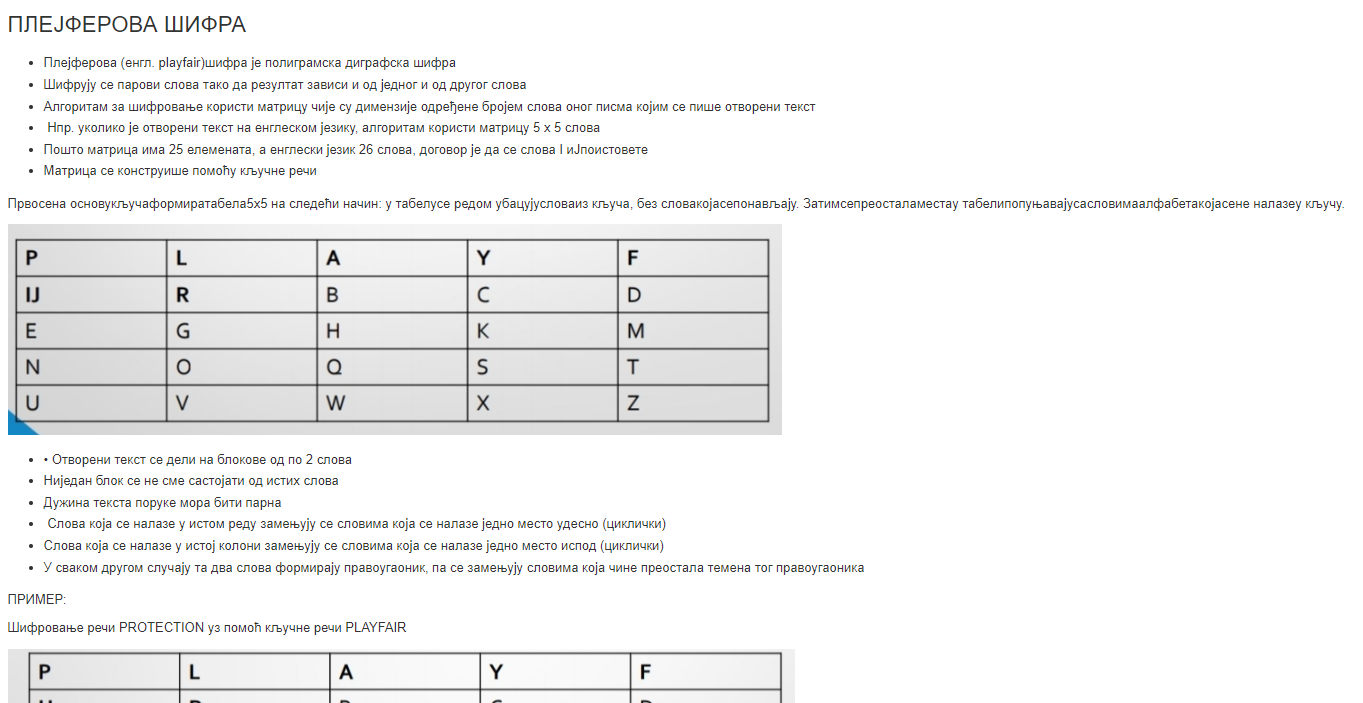 ПЛЕЈФЕРОВА ШИФРА
• Плејферова (енгл. playfair)шифра је полиграмска диграфска шифра
• Шифрују се парови слова тако да резултат зависи и од једног и од другог слова
• Алгоритам за шифровање користи матрицу чије су димензије одређене бројем слова оног писма којим се пише отворени текст
• Нпр. уколико је отворени текст на енглеском језику, алгоритам користи матрицу 5 x 5 слова
• Пошто матрица има 25 елемената, а енглески језик 26 слова, договор је да се слова I иЈпоистовете
• Матрица се конструише помоћу кључне речи
Првосена основукључаформиратабела5x5 на следећи начин: у табелусе редом убацујусловаиз кључа, без словакојасепонављају. Затимсепреосталаместау табелипопуњавајусасловимаалфабетакојасене налазеу кључу.
P L A Y F
IJ R B C D
E G H K M
N O Q S T
U V W X Z
• • Отворени текст се дели на блокове од по 2 слова
• Ниједан блок се не сме састојати од истих слова
• Дужина текста поруке мора бити парна
• Слова која се налазе у истом реду замењују се словима која се налазе једно место удесно (циклички)
• Слова која се налазе у истој колони замењују се словима која се налазе једно место испод (циклички)
• У сваком другом случају та два слова формирају правоугаоник, па се замењују словима која чине преостала темена тог правоугаоника
ПРИМЕР:
Шифровање речи PROTECTION уз помоћ кључне речи PLAYFAIR
P L A Y F